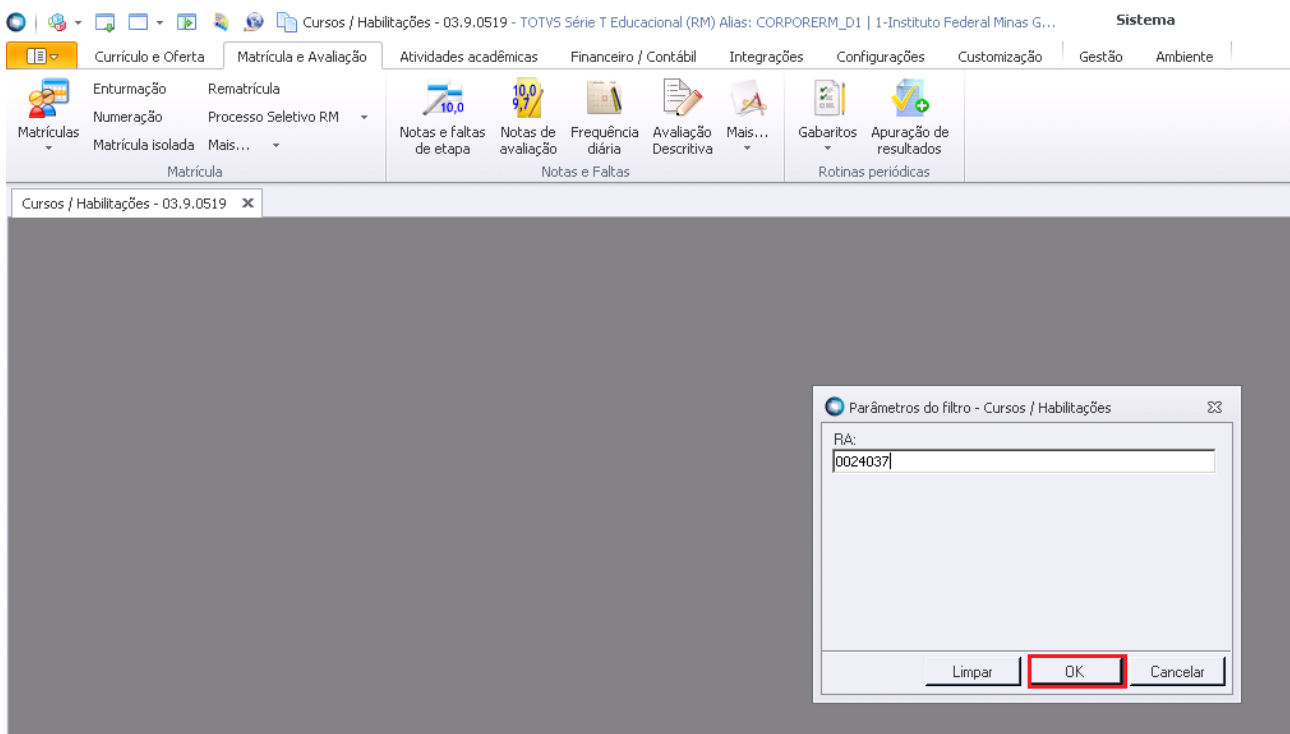 Cursos / Habilitações - 03.9.0519 - TOTVS Série T Educacional (RM) Alias: CORPORERM_D1 | 1-Instituto Federal Minas G... Sistema
Currículo e Oferta Matrícula e Avaliação Atividades acadêmicas Financeiro / Contábil Integrações Configurações Customização Gestão Ambiente
Matrículas
Enturmação Rematrícula
Numeração Processo Seletivo RM
Matrícula isolada Mais...
Matrícula
10,0
Notas e faltas de etapa
10,0
9,7
Notas de avaliação
Frequência diária
Avaliação Descritiva
Mais...
Notas e Faltas
Gabaritos
Apuração de resultados
Rotinas periódicas
Cursos / Habilitações - 03.9.0519
Parâmetros do filtro - Cursos / Habilitações
RA:
0024037
Limpar OK Cancelar